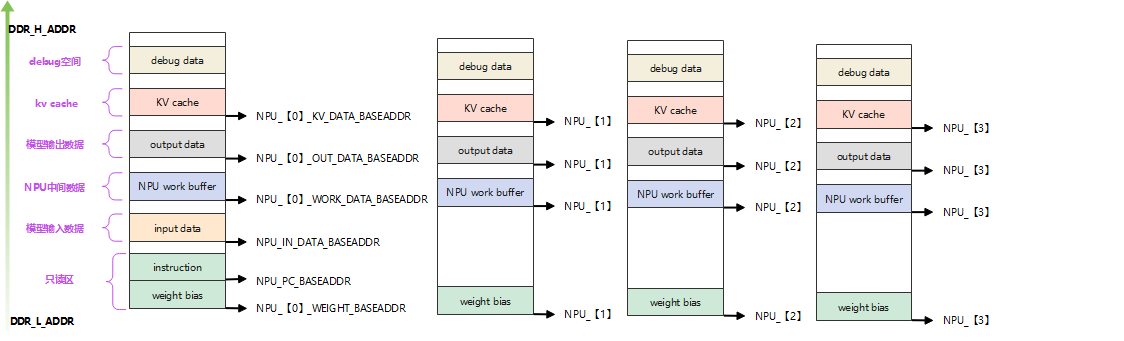 DDR_H_ADDR
debug空间
debug data
kv cache
KV cache
NPU_【0】_KV_DATA_BASEADDR
模型输出数据
output data
NPU_【0】_OUT_DATA_BASEADDR
NPU中间数据
NPU work buffer
NPU_【0】_WORK_DATA_BASEADDR
模型输入数据
input data
NPU_IN_DATA_BASEADDR
只读区
instruction
NPU_PC_BASEADDR
weight bias
NPU_【0】_WEIGHT_BASEADDR
DDR_L_ADDR
debug data
KV cache
NPU_【1】
output data
NPU_【1】
NPU work buffer
NPU_【1】
weight bias
NPU_【1】
debug data
KV cache
NPU_【2】
output data
NPU_【2】
NPU work buffer
NPU_【2】
weight bias
NPU_【2】
debug data
KV cache
NPU_【3】
output data
NPU_【3】
NPU work buffer
NPU_【3】
weight bias
NPU_【3】